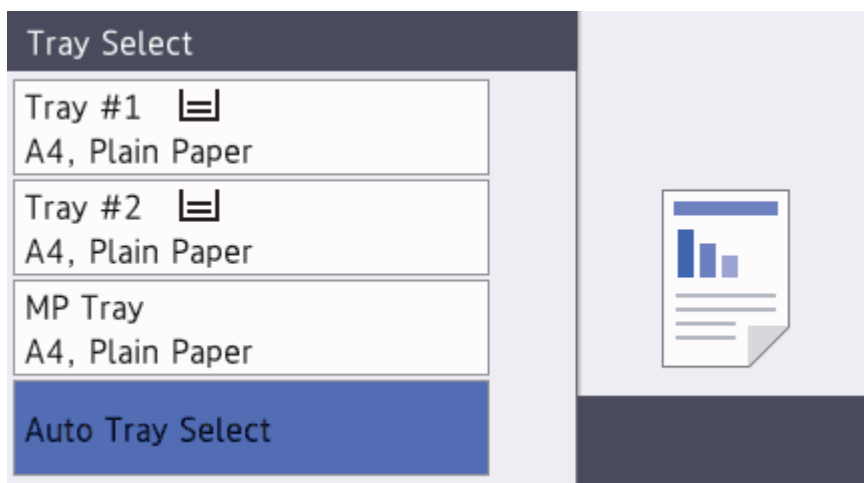 Tray Select
Tray #1
A4, Plain Paper
Tray #2
A4, Plain Paper
MP Tray
A4, Plain Paper
Auto Tray Select